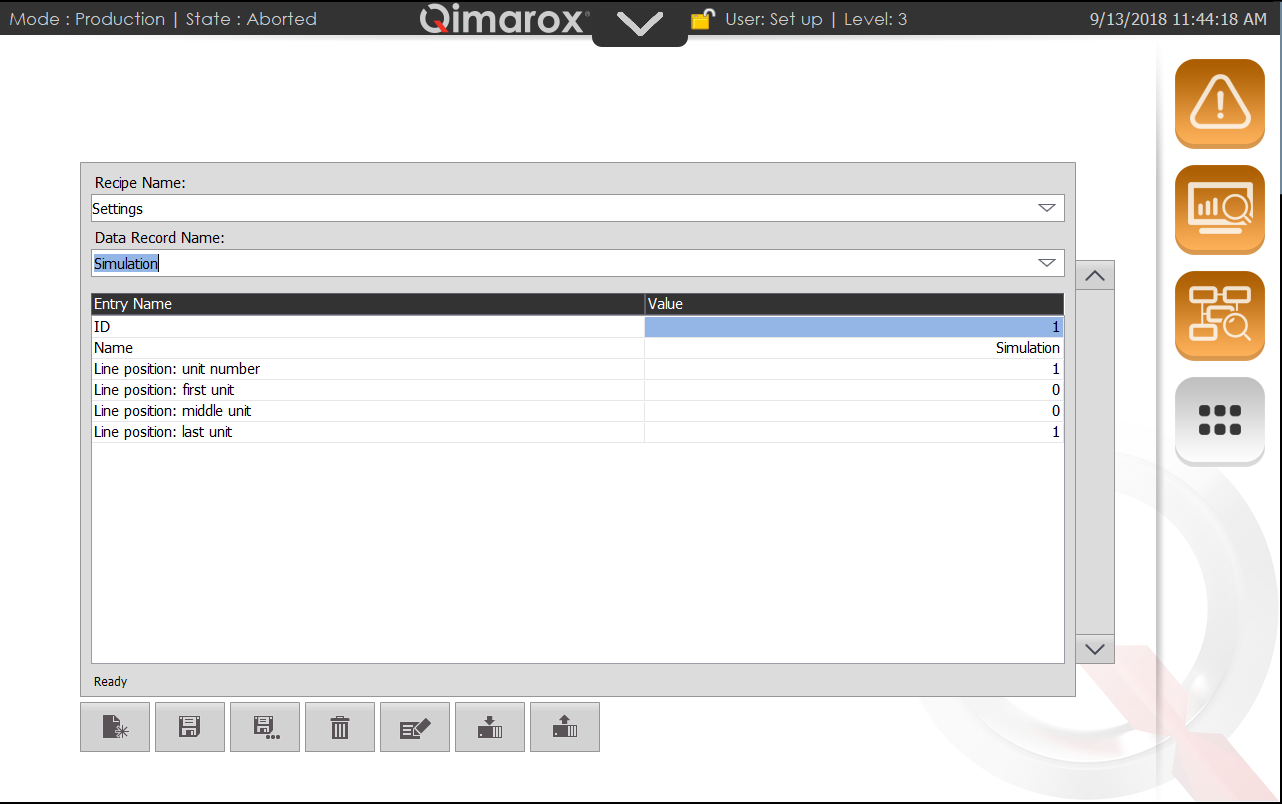 Mode : Production | State : Aborted
Qimarox®
User: Set up | Level: 3
9/13/2018 11:44:18 AM
Recipe Name:
Settings
Data Record Name:
Simulation
Entry Name Value
ID 1
Name Simulation
Line position: unit number 1
Line position: first unit 0
Line position: middle unit 0
Line position: last unit 1
Ready